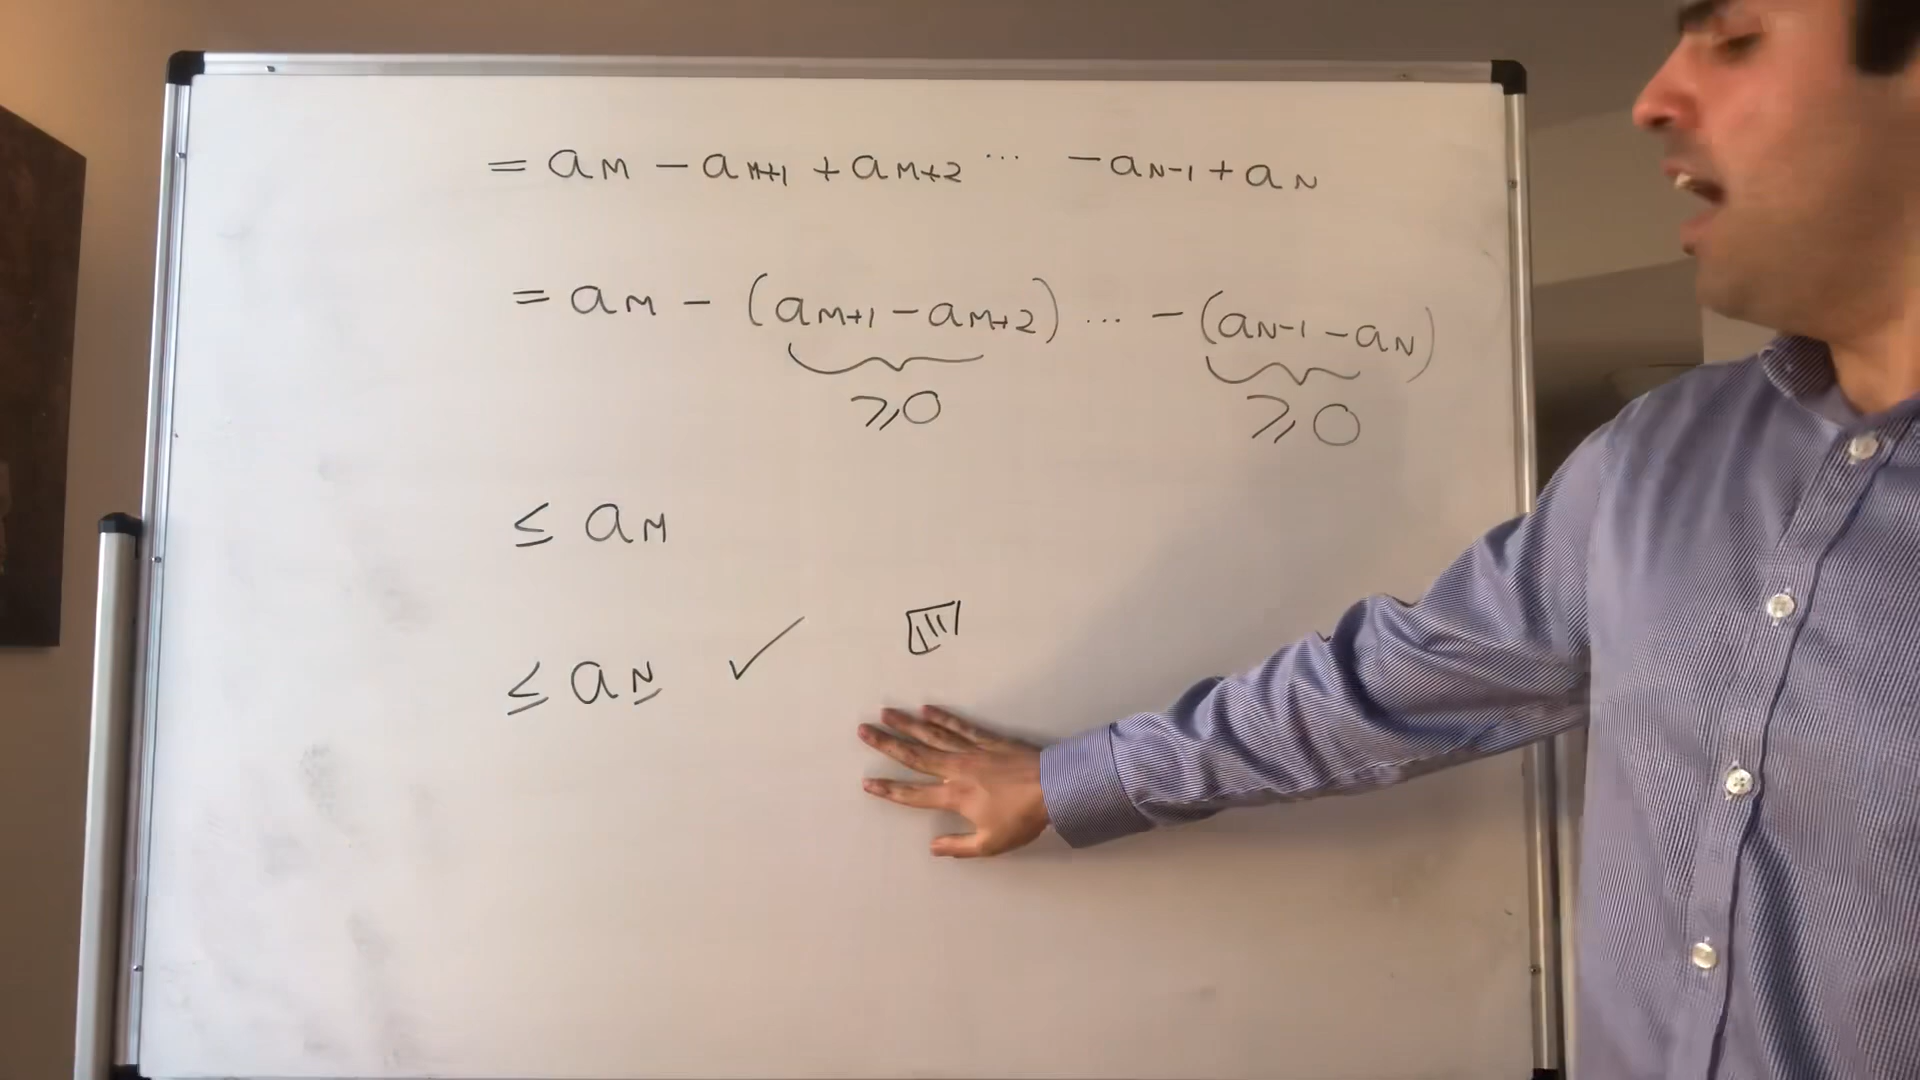 = aM − aM+1 + aM+2 ... − aN−1 + aN
= aM − (aM+1 − aM+2) ... − (aN−1 − aN)
≥0 ≥0
≤ aM
≤ aN ✓